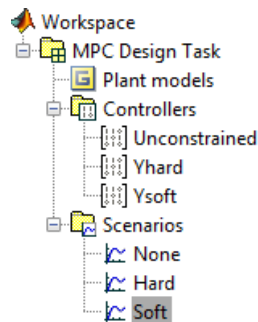 Workspace
MPC Design Task
Plant models
Controllers
Unconstrained
Yhard
Ysoft
Scenarios
None
Hard
Soft